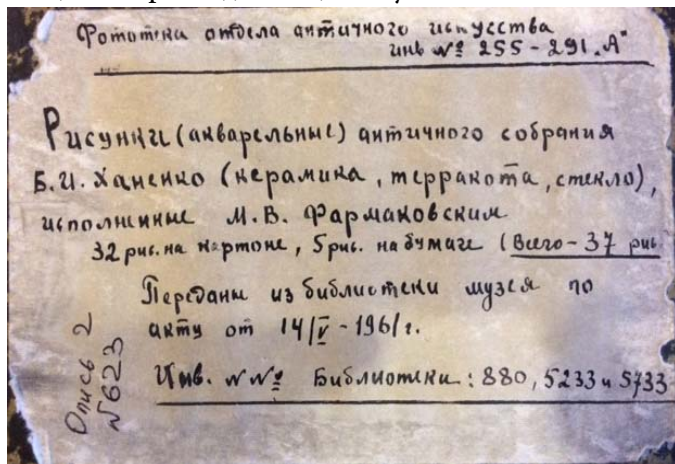 Фототека отдела античного искусства
инв № 255-291.А"
Рисунки (акварельные) античного собрания
Б.И. Ханенко (керамика, терракота, стекло),
исполненные М.В. Фармаковским
32 рис. на картоне, 5 рис. на бумаге (Всего - 37 рис
Переданы из библиотеки музея по
акту от 14/V-1961г.
Инв. №№ Библиотеки: 880, 5233 и 5733
Опись 2
№623